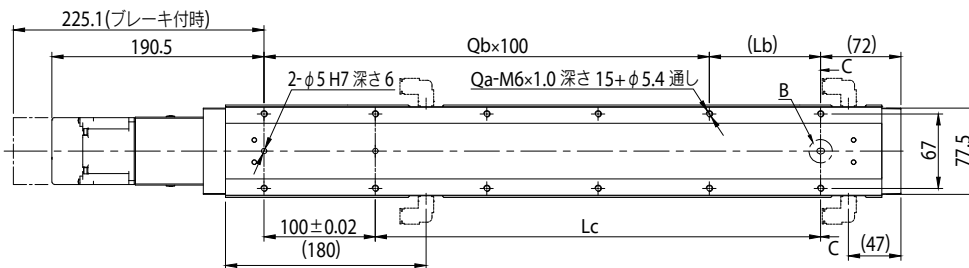 225.1(ブレーキ付時)
190.5
Qb×100
(Lb)
(72)
2-φ5 H7 深さ6
Qa-M6×1.0 深さ15+φ5.4 通し
C
B
67
77.5
100±0.02
Lc
C
(47)
(180)